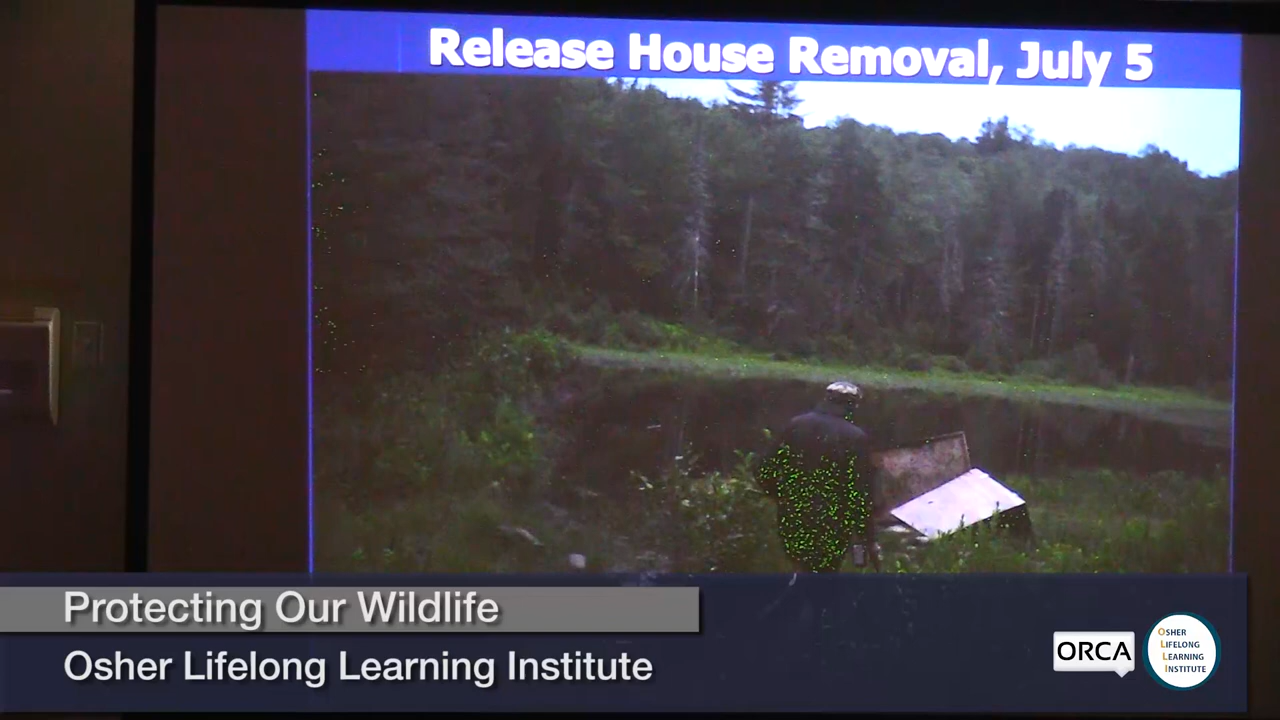 Release House Removal, July 5
Protecting Our Wildlife
Osher Lifelong Learning Institute
ORCA
OSHER
LIFELONG
LEARNING
INSTITUTE